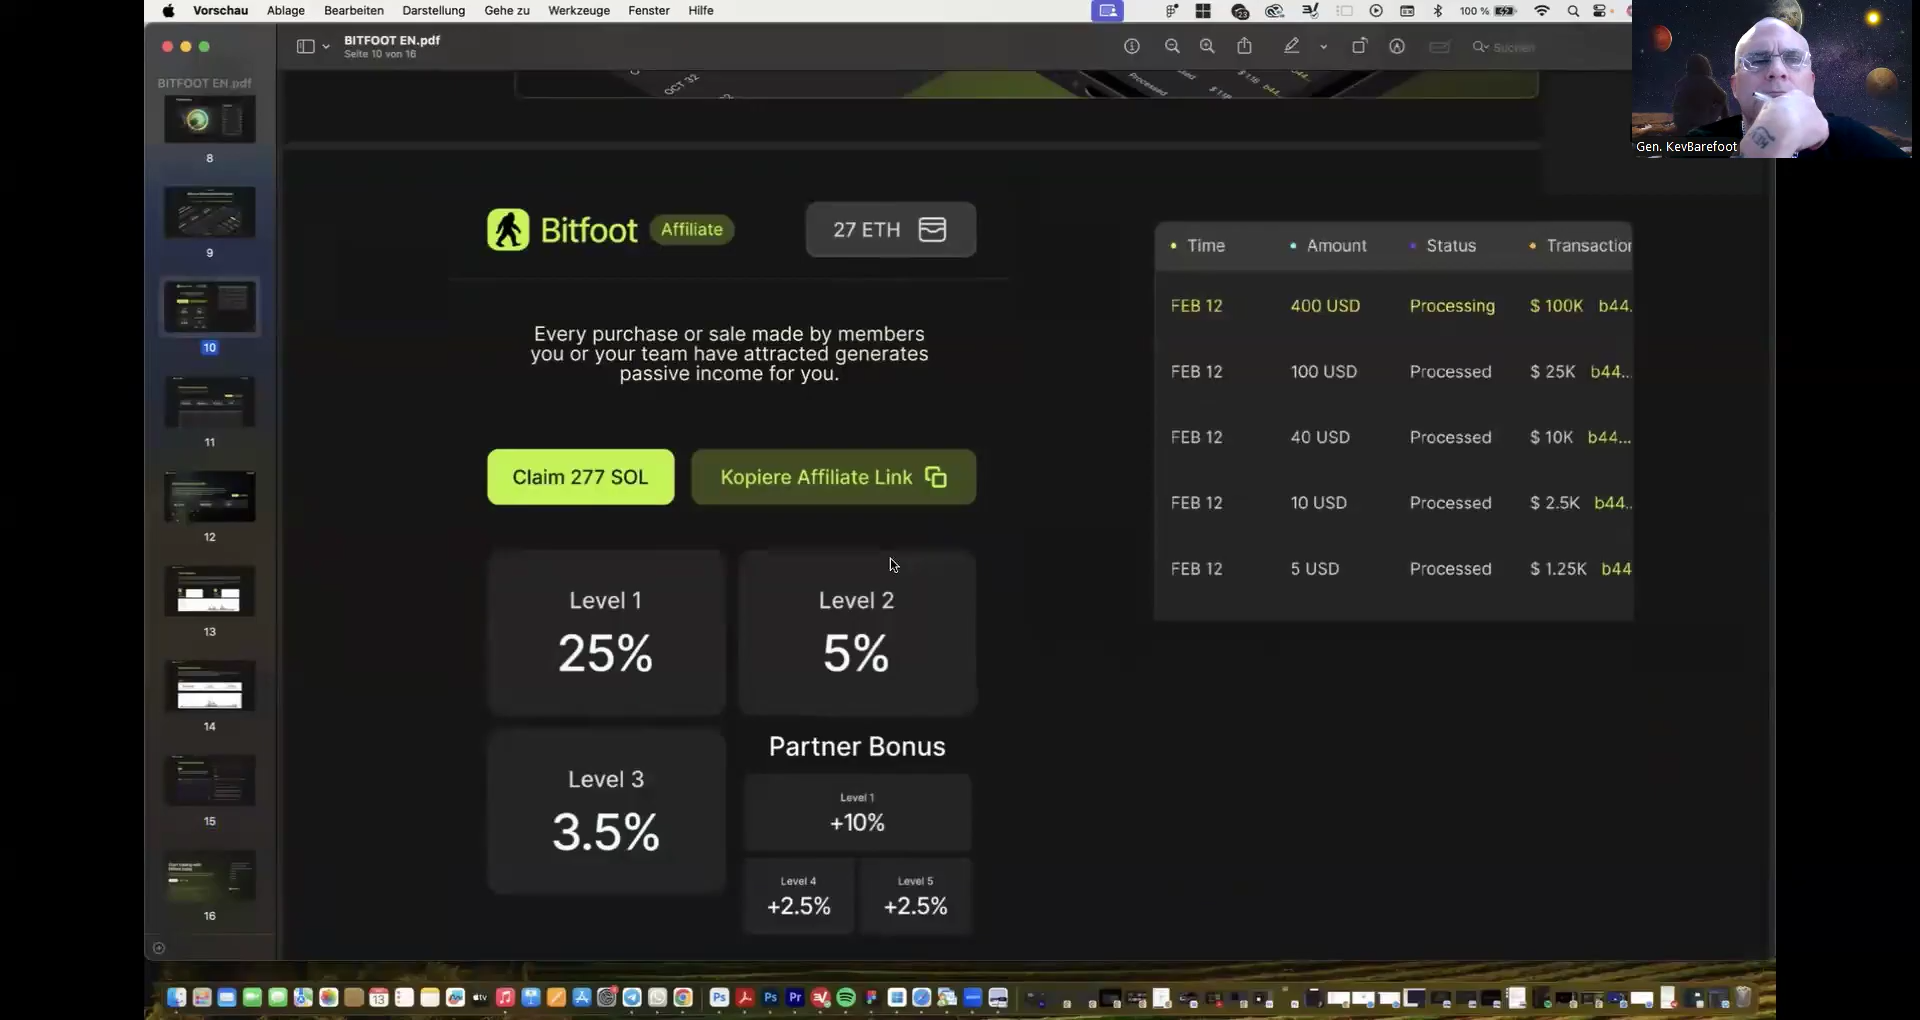 Vorschau Ablage Bearbeiten Darstellung Gehe zu Werkzeuge Fenster Hilfe
100 %
BITFOOT EN.pdf
Seite 10 von 16
Suchen
BITFOOT EN.pdf
8
9
10
11
12
13
14
15
16
OCT 32
Processed
Gen. KevBarefoot
Bitfoot
Affiliate
27 ETH
Every purchase or sale made by members
you or your team have attracted generates
passive income for you.
Claim 277 SOL
Kopiere Affiliate Link
Level 1
25%
Level 2
5%
Level 3
3.5%
Partner Bonus
Level 1
+10%
Level 4
+2.5%
Level 5
+2.5%
Time Amount Status Transaction
FEB 12 400 USD Processing $ 100K b44.
FEB 12 100 USD Processed $ 25K b44...
FEB 12 40 USD Processed $ 10K b44...
FEB 12 10 USD Processed $ 2.5K b44..
FEB 12 5 USD Processed $ 1.25K b44